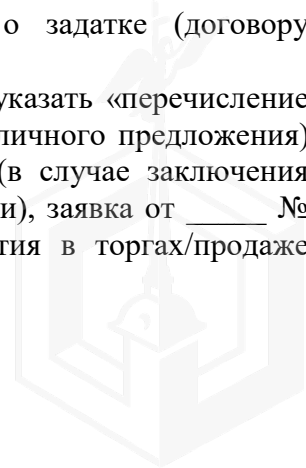 о задатке (договору
указать «перечисление
личного предложения)
(в случае заключения
и), заявка от _____ №
тия в торгах/продаже